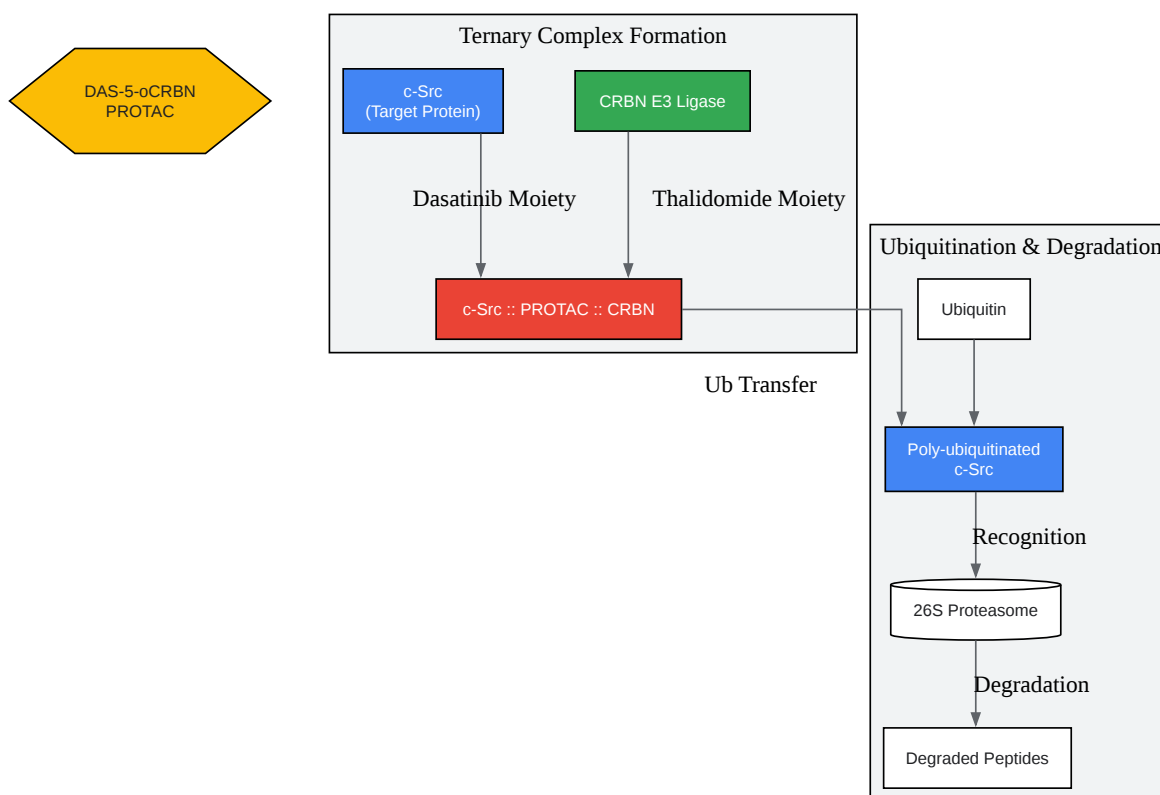 DAS-5-oCRBN
PROTAC
Ternary Complex Formation
c-Src
(Target Protein)
CRBN E3 Ligase
Dasatinib Moiety
Thalidomide Moiety
c-Src :: PROTAC :: CRBN
Ub Transfer
Ubiquitination & Degradation
Ubiquitin
Poly-ubiquitinated
c-Src
Recognition
26S Proteasome
Degradation
Degraded Peptides